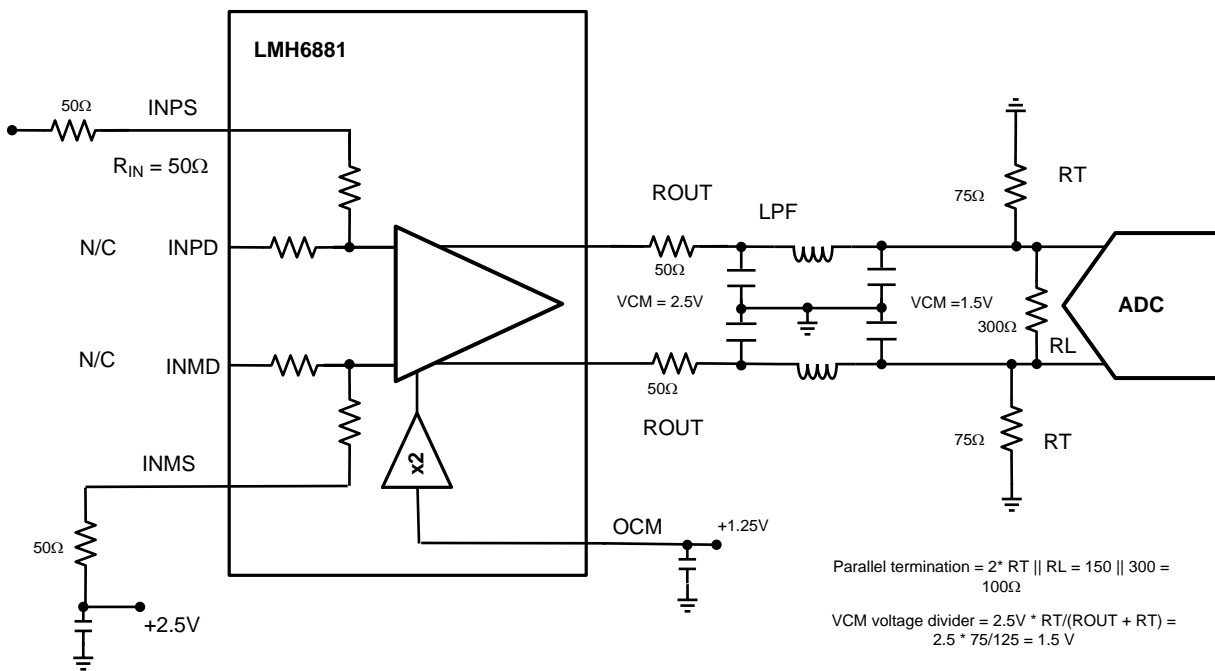 LMH6881
50Ω
INPS
RIN = 50Ω
N/C
INPD
N/C
INMD
INMS
50Ω
+2.5V
x2
OCM
+1.25V
ROUT
50Ω
LPF
VCM = 2.5V
VCM =1.5V
50Ω
ROUT
75Ω
RT
300Ω
RL
ADC
75Ω
RT
Parallel termination = 2* RT || RL = 150 || 300 =
100Ω
VCM voltage divider = 2.5V * RT/(ROUT + RT) =
2.5 * 75/125 = 1.5 V